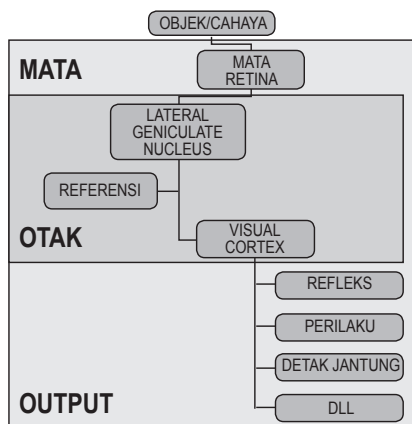 OBJEK/CAHAYA
MATA
MATA
RETINA
LATERAL
GENICULATE
NUCLEUS
REFERENSI
OTAK
VISUAL
CORTEX
REFLEKS
PERILAKU
DETAK JANTUNG
OUTPUT
DLL